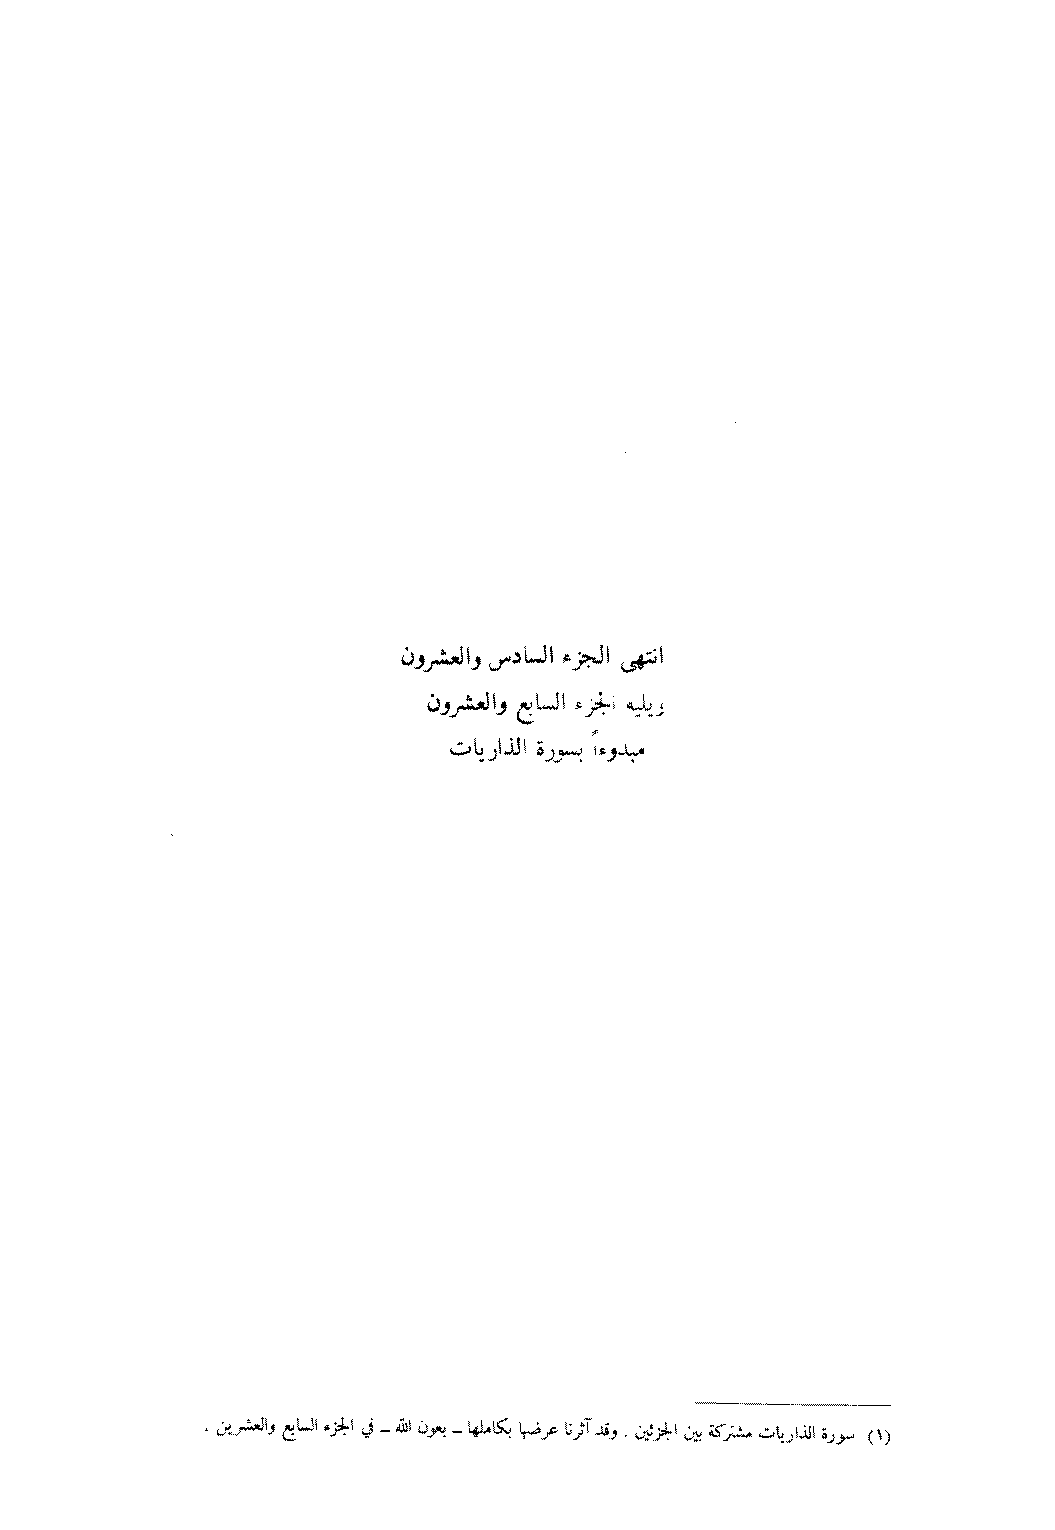 انتهى الجزء السادس والعشرون
ويليه الجزء السابع والعشرون
مبدوءاً بسورة الذاريات
(١) سورة الذاريات مشتركة بين الجزئين . وقد آثرنا عرضها بكاملها – بعون الله – في الجزء السابع والعشرين .